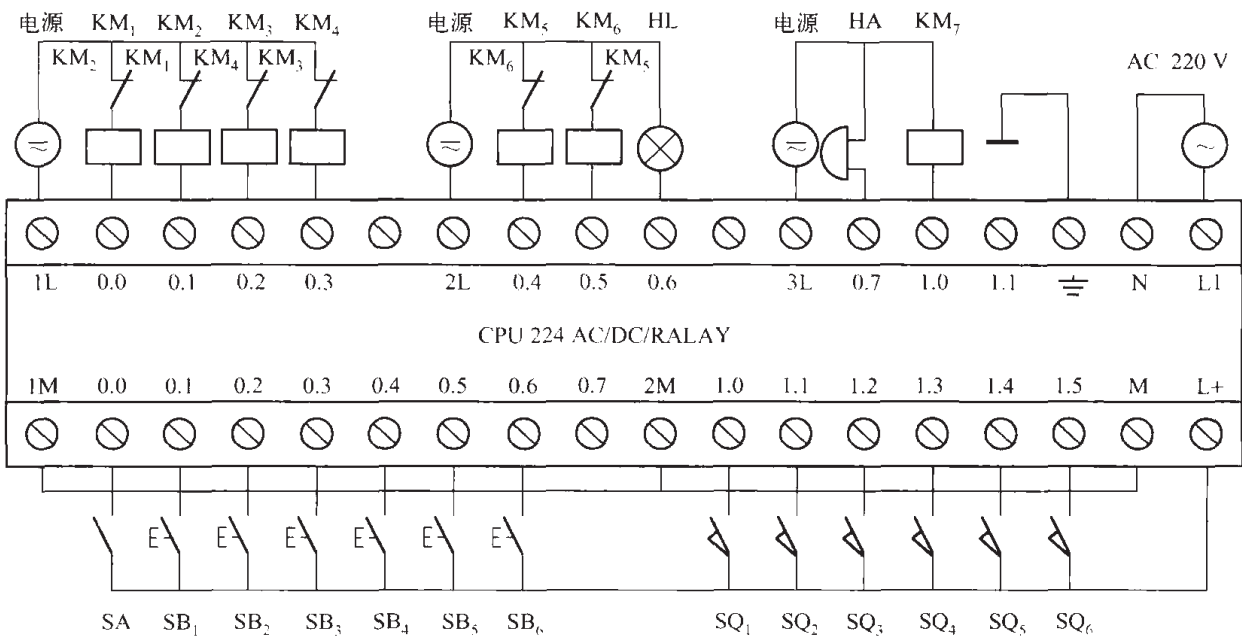 电源 KM₁ KM₂ KM₃ KM₄ 电源 KM₅ KM₆ HL 电源 HA KM₇
KM₂ KM₁ KM₄ KM₃ KM₆ KM₅ AC 220 V
1L 0.0 0.1 0.2 0.3 2L 0.4 0.5 0.6 3L 0.7 1.0 1.1 N L1
CPU 224 AC/DC/RALAY
1M 0.0 0.1 0.2 0.3 0.4 0.5 0.6 0.7 2M 1.0 1.1 1.2 1.3 1.4 1.5 M L+
SA SB₁ SB₂ SB₃ SB₄ SB₅ SB₆ SQ₁ SQ₂ SQ₃ SQ₄ SQ₅ SQ₆